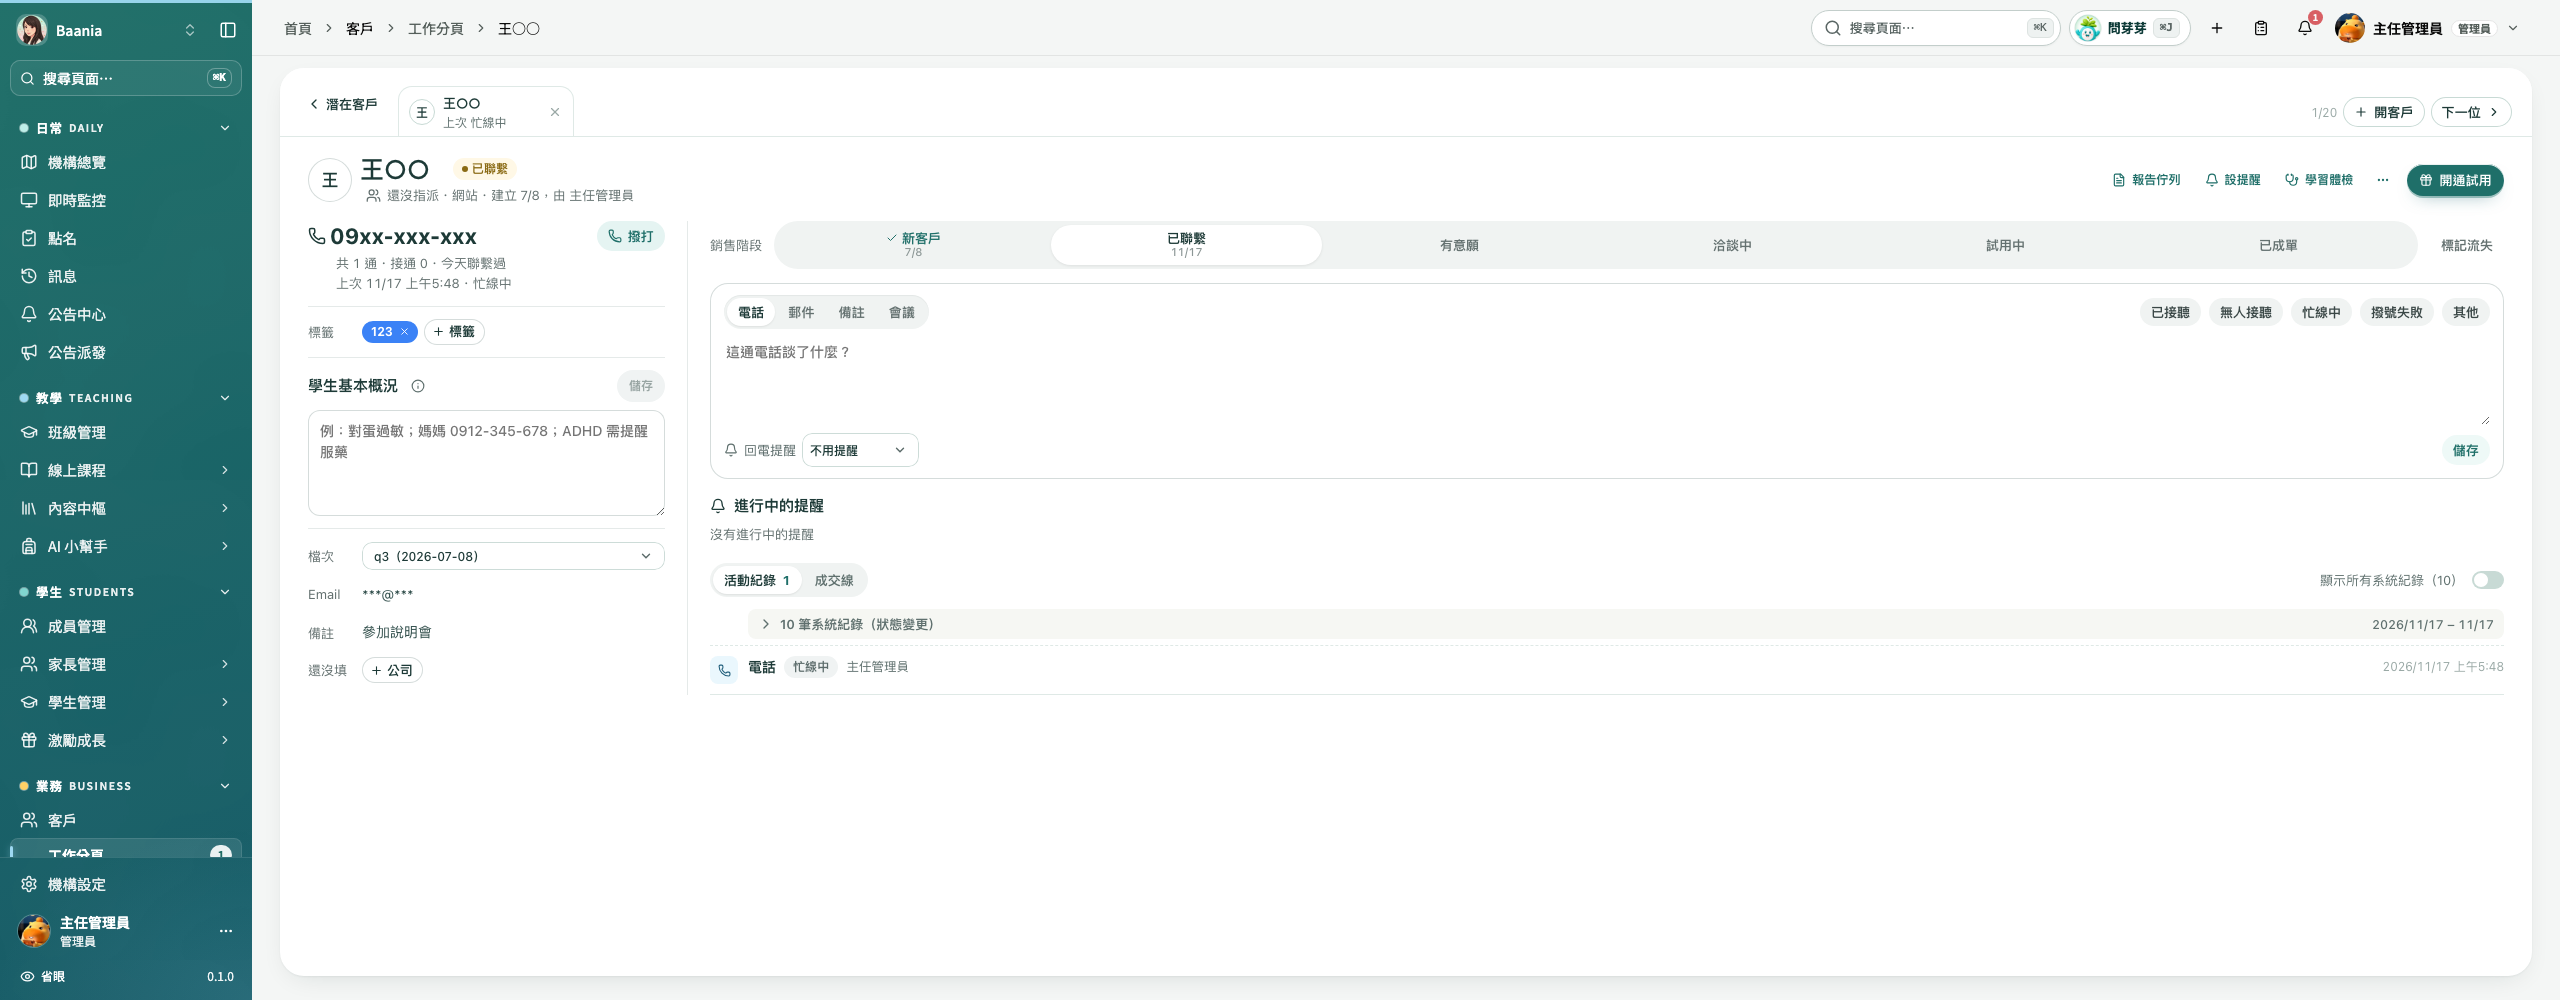 Baania
搜尋頁面… ⌘K
日常 DAILY
機構總覽
即時監控
點名
訊息
公告中心
公告派發
教學 TEACHING
班級管理
線上課程
內容中樞
AI 小幫手
學生 STUDENTS
成員管理
家長管理
學生管理
激勵成長
業務 BUSINESS
客戶
工作分頁 1
機構設定
主任管理員
管理員
省眼 0.1.0
首頁 > 客戶 > 工作分頁 > 王〇〇
搜尋頁面… ⌘K
問芽芽 ⌘J
1
主任管理員 管理員
潛在客戶
王 王〇〇
上次 忙線中
1/20 + 開客戶 下一位
王 王〇〇 已聯繫
還沒指派 · 網站 · 建立 7/8,由 主任管理員
報告佇列 設提醒 學習體檢 … 開通試用
09xx-xxx-xxx 撥打
共 1 通 · 接通 0 · 今天聯繫過
上次 11/17 上午5:48 · 忙線中
標籤 123 × + 標籤
學生基本概況 儲存
例:對蛋過敏;媽媽 0912-345-678;ADHD 需提醒
服藥
檔次 q3 (2026-07-08)
Email ***@***
備註 參加說明會
還沒填 + 公司
銷售階段 新客戶 已聯繫 有意願 洽談中 試用中 已成單 標記流失
7/8 11/17
電話 郵件 備註 會議 已接聽 無人接聽 忙線中 撥號失敗 其他
這通電話談了什麼?
回電提醒 不用提醒 儲存
進行中的提醒
沒有進行中的提醒
活動紀錄 1 成交線 顯示所有系統紀錄(10)
10 筆系統紀錄(狀態變更) 2026/11/17 – 11/17
電話 忙線中 主任管理員 2026/11/17 上午5:48